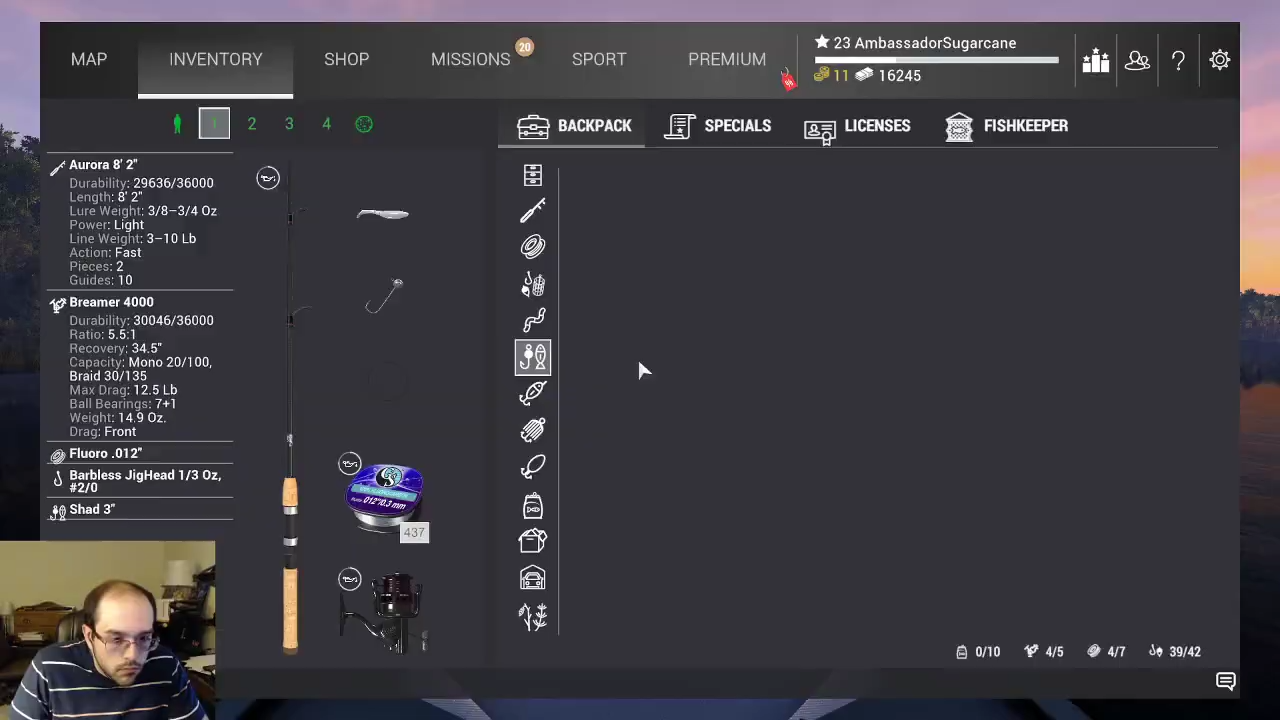 MAP
INVENTORY
SHOP
MISSIONS
20
SPORT
PREMIUM
23 AmbassadorSugarcane
11 16245
?
1 2 3 4
BACKPACK
SPECIALS
LICENSES
FISHKEEPER
Aurora 8' 2"
Durability: 29636/36000
Length: 8' 2"
Lure Weight: 3/8–3/4 Oz
Power: Light
Line Weight: 3–10 Lb
Action: Fast
Pieces: 2
Guides: 10
Breamer 4000
Durability: 30046/36000
Ratio: 5.5:1
Recovery: 34.5"
Capacity: Mono 20/100,
Braid 30/135
Max Drag: 12.5 Lb
Ball Bearings: 7+1
Weight: 14.9 Oz.
Drag: Front
Fluoro .012"
Barbless JigHead 1/3 Oz,
#2/0
Shad 3"
.012"/0.3 mm
437
0/10 4/5 4/7 39/42